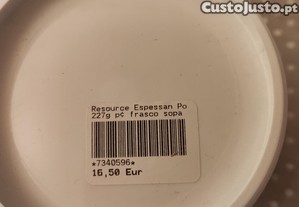 CustoJusto.pt
Resource Espessan Po
227g p¢ frasco sopa
*7340596*
16,50 Eur